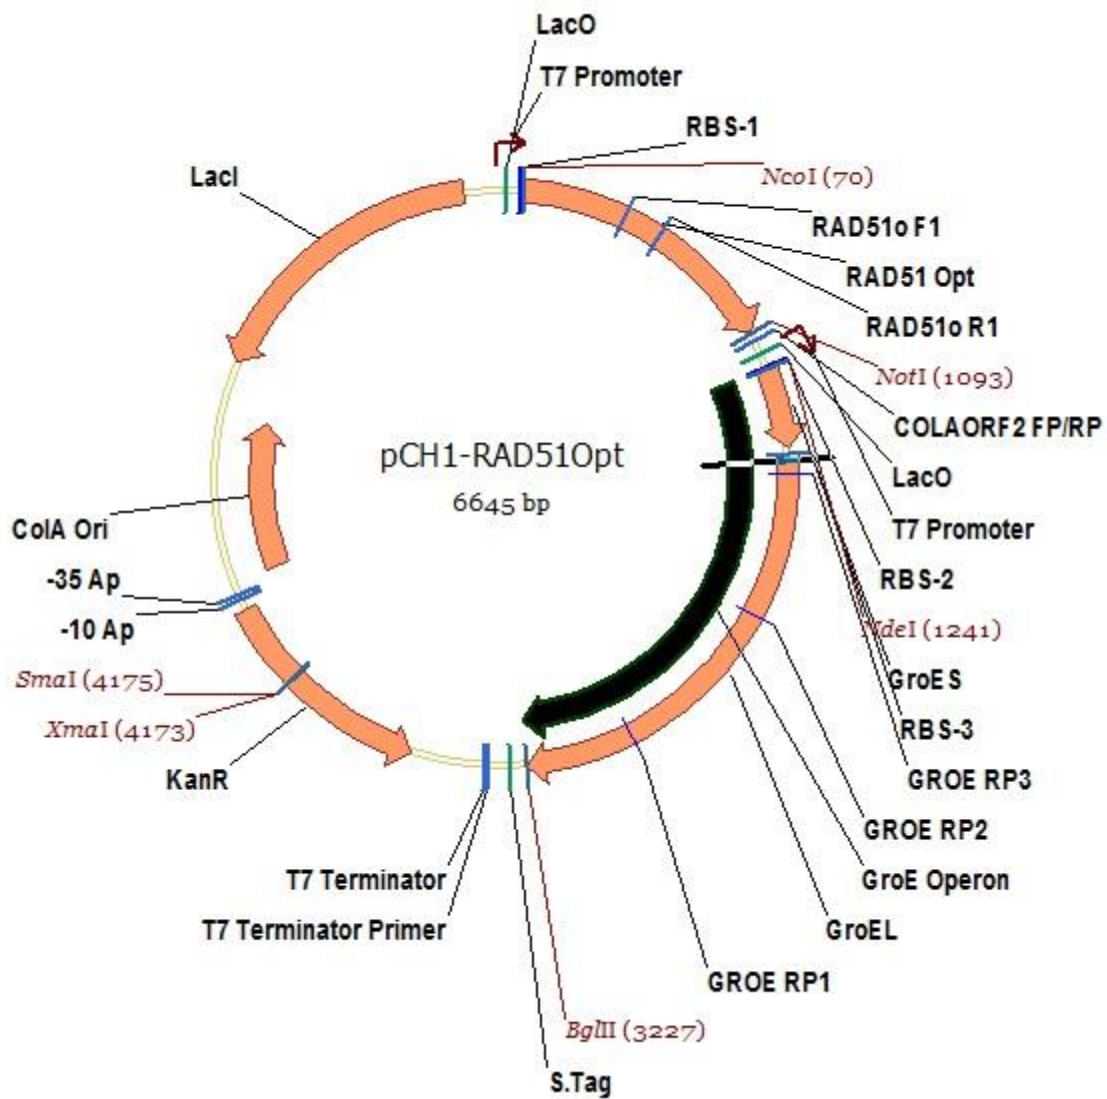 LacO
T7 Promoter
RBS-1
NcoI (70)
LacI
RAD51o F1
RAD51 Opt
RAD51o R1
NotI (1093)
COLAORF2 FP/RP
LacO
T7 Promoter
RBS-2
NdeI (1241)
GroES
RBS-3
GROE RP3
GROE RP2
GroE Operon
GroEL
GROE RP1
BglII (3227)
S.Tag
T7 Terminator Primer
T7 Terminator
KanR
XmaI (4173)
SmaI (4175)
-10 Ap
-35 Ap
ColA Ori
pCH1-RAD51Opt
6645 bp